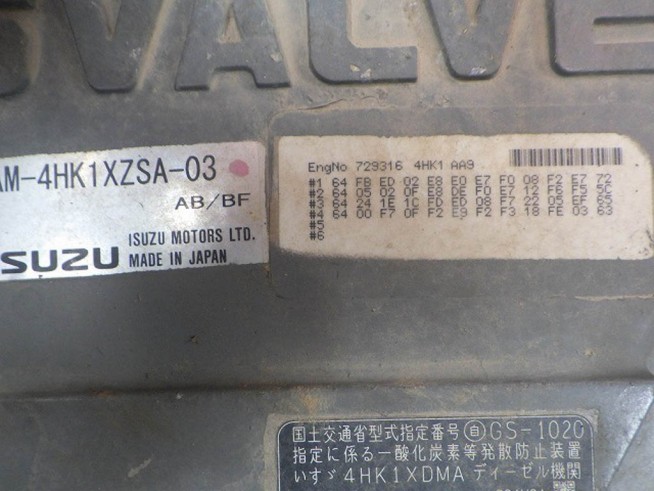 VALVE
AM-4HK1XZSA-03
AB/BF
ISUZU MOTORS LTD.
SUZU MADE IN JAPAN
EngNo 729316 4HK1 AA9
#1 64 FB ED 02 E8 E0 E7 F0 08 F2 E7 72
#2 64 05 02 0F E8 0E F0 E7 12 F6 F5 5C
#3 64 24 1E 1C FD ED 08 F7 22 05 EF 65
#4 64 00 F7 0F F2 E9 F2 F3 18 FE 03 63
#5
#6
国土交通省型式指定番号 自 GS-1020
指定に係る一酸化炭素等発散防止装置
いすゞ 4HK1XDMA ディーゼル機関